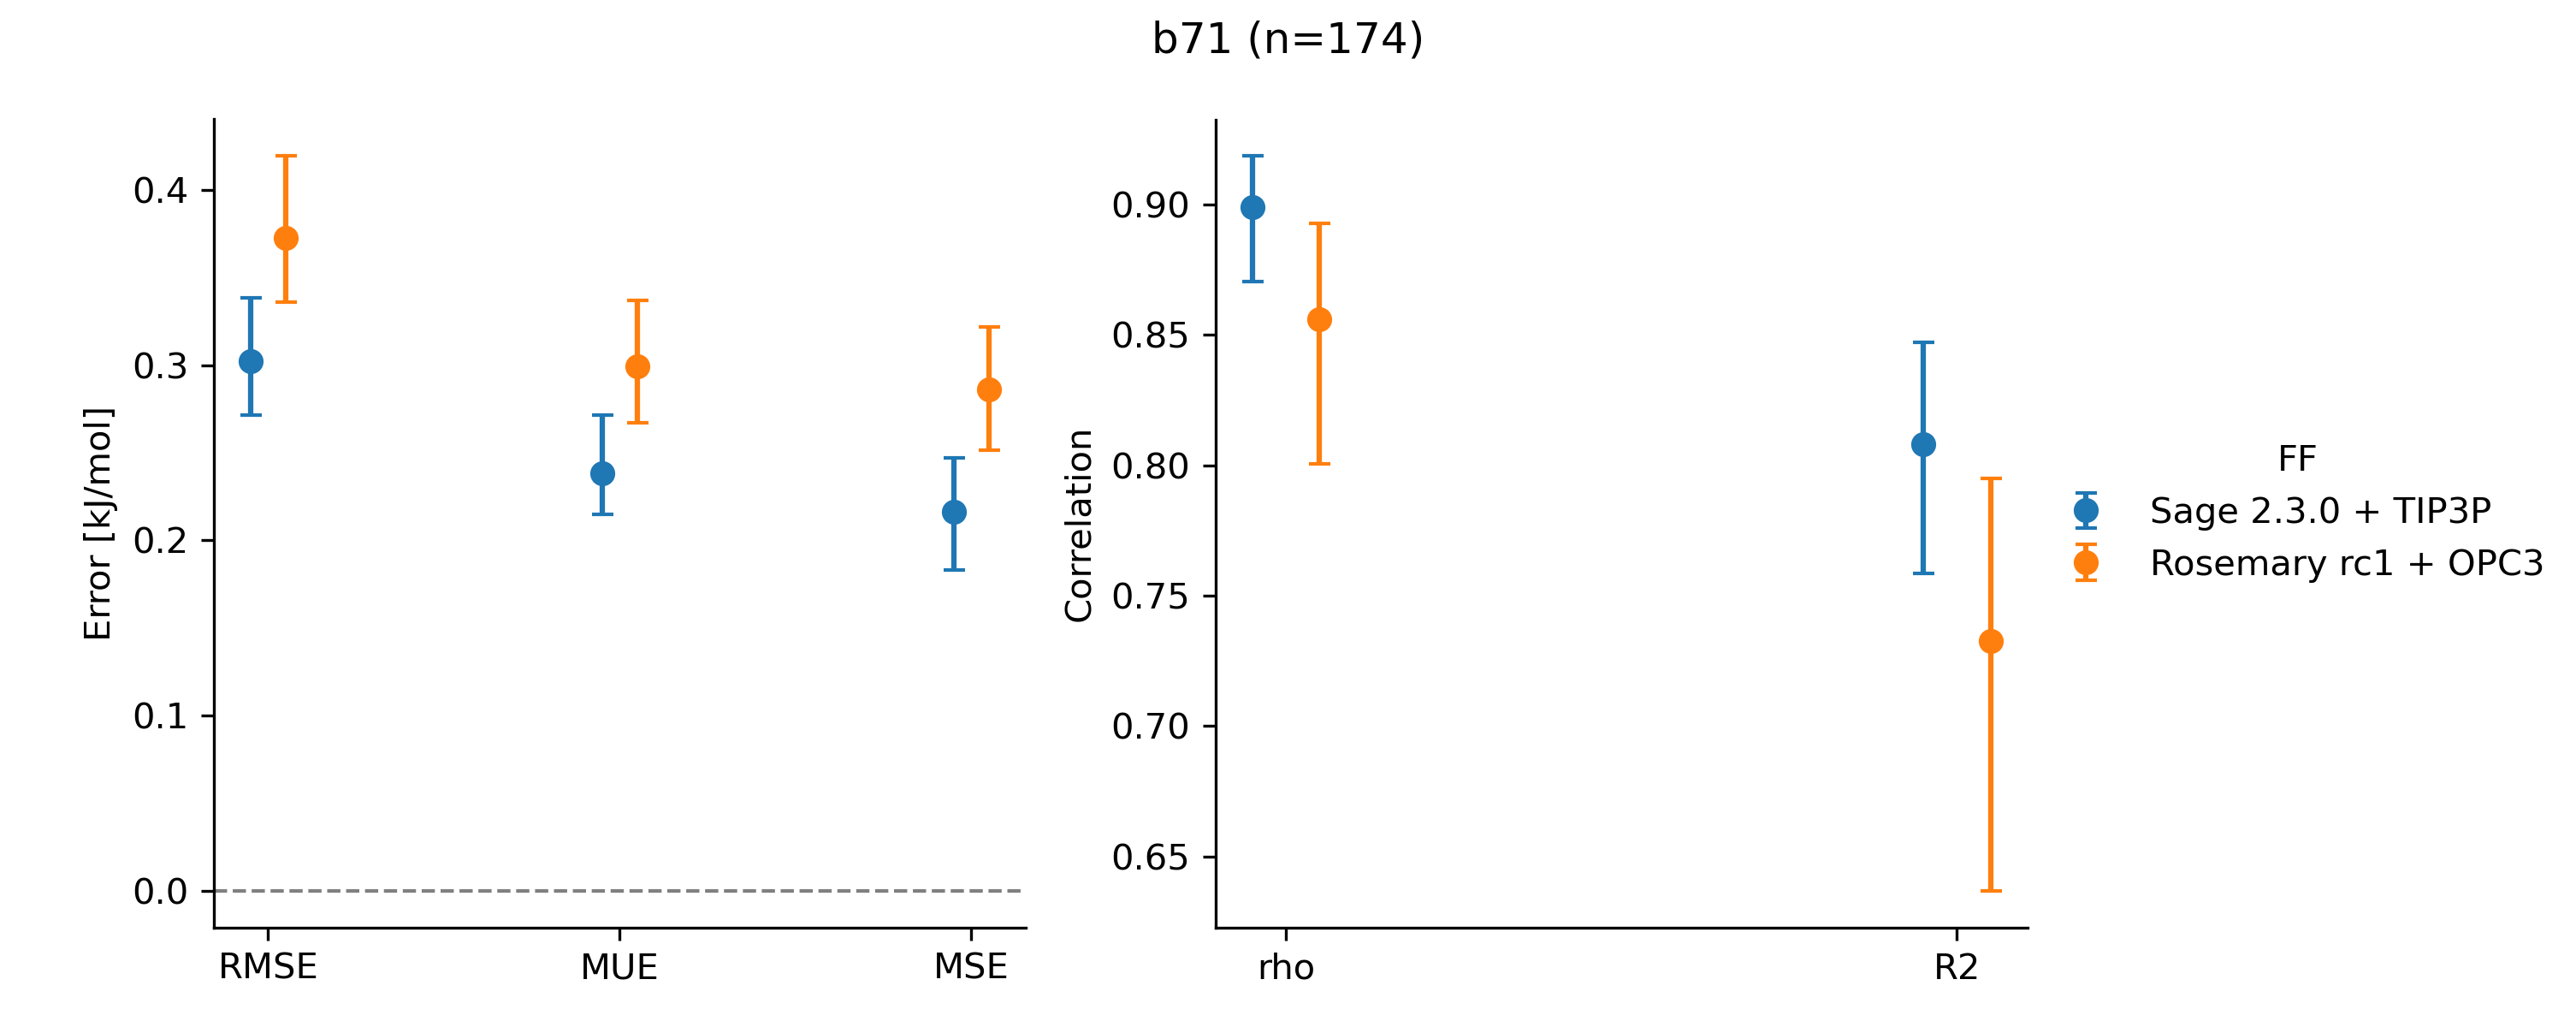 b71 (n=174)
Error [kJ/mol]
0.4
0.3
0.2
0.1
0.0
RMSE
MUE
MSE
Correlation
0.90
0.85
0.80
0.75
0.70
0.65
rho
R2
FF
Sage 2.3.0 + TIP3P
Rosemary rc1 + OPC3